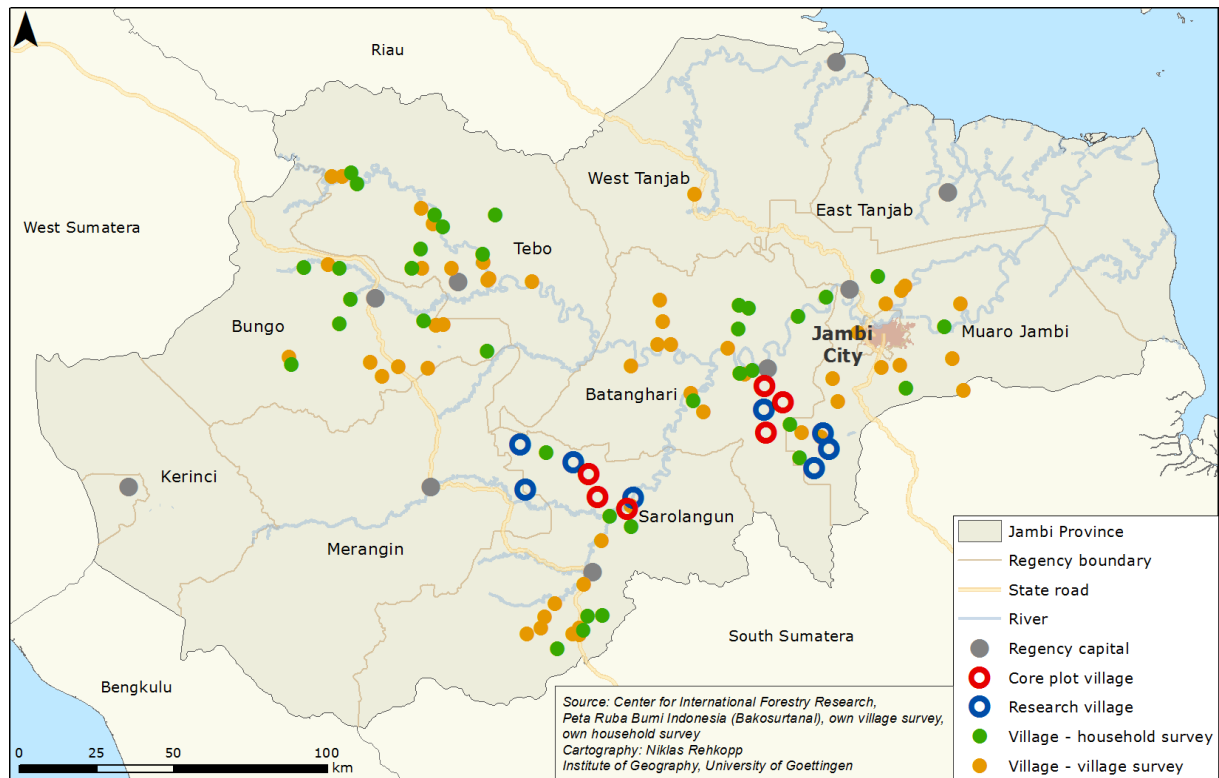 Riau
West Tanjab
East Tanjab
West Sumatera
Tebo
Bungo
Jambi
City
Muaro Jambi
Batanghari
Kerinci
Sarolangun
Merangin
South Sumatera
Bengkulu
Jambi Province
Regency boundary
State road
River
Regency capital
Core plot village
Research village
Village - household survey
Village - village survey
Source: Center for International Forestry Research,
Peta Ruba Bumi Indonesia (Bakosurtanal), own village survey,
own household survey
Cartography: Niklas Rehkopp
Institute of Geography, University of Goettingen
0 25 50 100
km